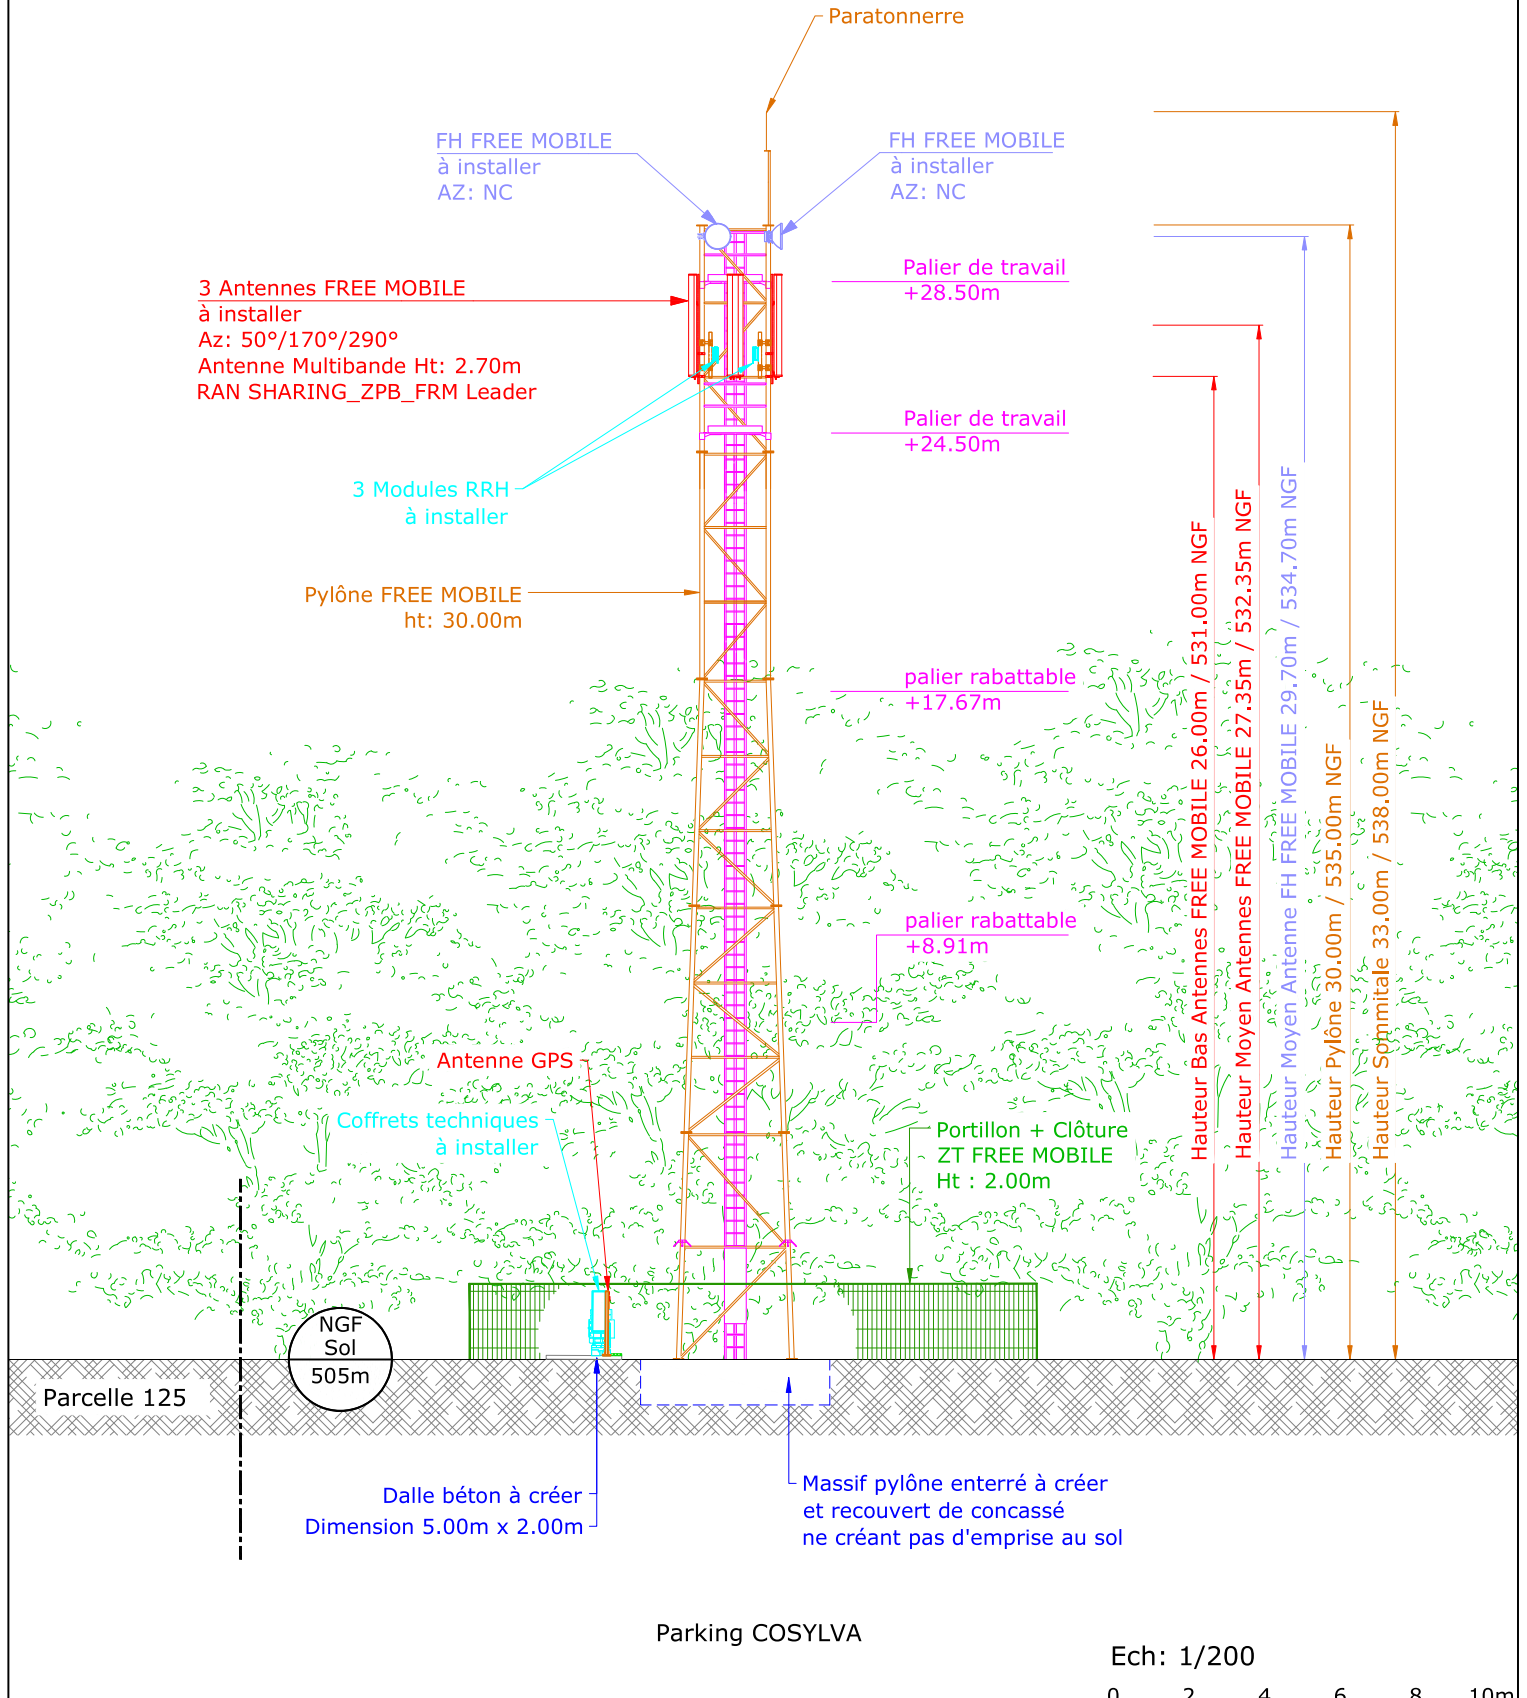 Paratonnerre
FH FREE MOBILE
à installer
AZ: NC
FH FREE MOBILE
à installer
AZ: NC
Palier de travail
+28.50m
3 Antennes FREE MOBILE
à installer
Az: 50°/170°/290°
Antenne Multibande Ht: 2.70m
RAN SHARING_ZPB_FRM Leader
Palier de travail
+24.50m
3 Modules RRH
à installer
Pylône FREE MOBILE
ht: 30.00m
palier rabattable
+17.67m
palier rabattable
+8.91m
Hauteur Bas Antennes FREE MOBILE 26.00m / 531.00m NGF
Hauteur Moyen Antennes FREE MOBILE 27.35m / 532.35m NGF
Hauteur Moyen Antenne FH FREE MOBILE 29.70m / 534.70m NGF
Hauteur Pylône 30.00m / 535.00m NGF
Hauteur Sommitale 33.00m / 538.00m NGF
Antenne GPS
Coffrets techniques
à installer
Portillon + Clôture
ZT FREE MOBILE
Ht : 2.00m
NGF
Sol
505m
Parcelle 125
Dalle béton à créer
Dimension 5.00m x 2.00m
Massif pylône enterré à créer
et recouvert de concassé
ne créant pas d'emprise au sol
Parking COSYLVA
Ech: 1/200
0 2 4 6 8 10m